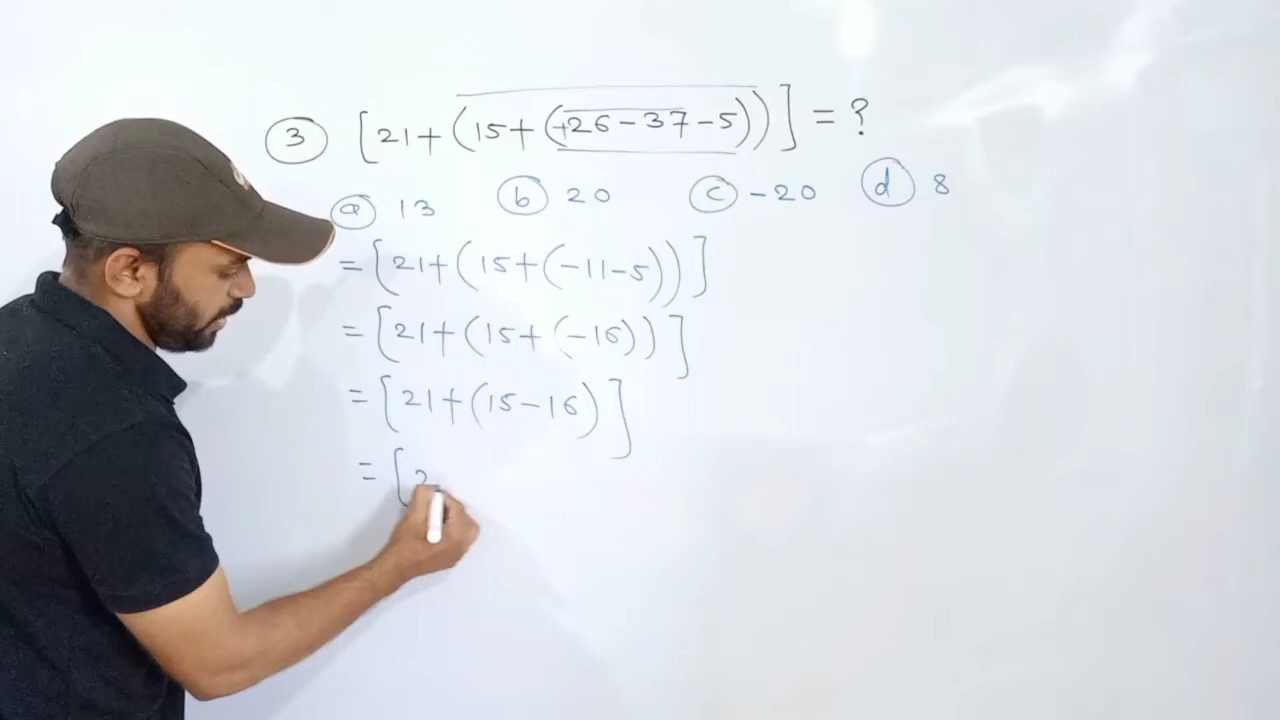 3 [21+(15+(+26-37-5))] = ?
a 13 b 20 c -20 d 8
= [21+(15+(-11-5))]
= [21+(15+(-16))]
= [21+(15-16)]
= [2